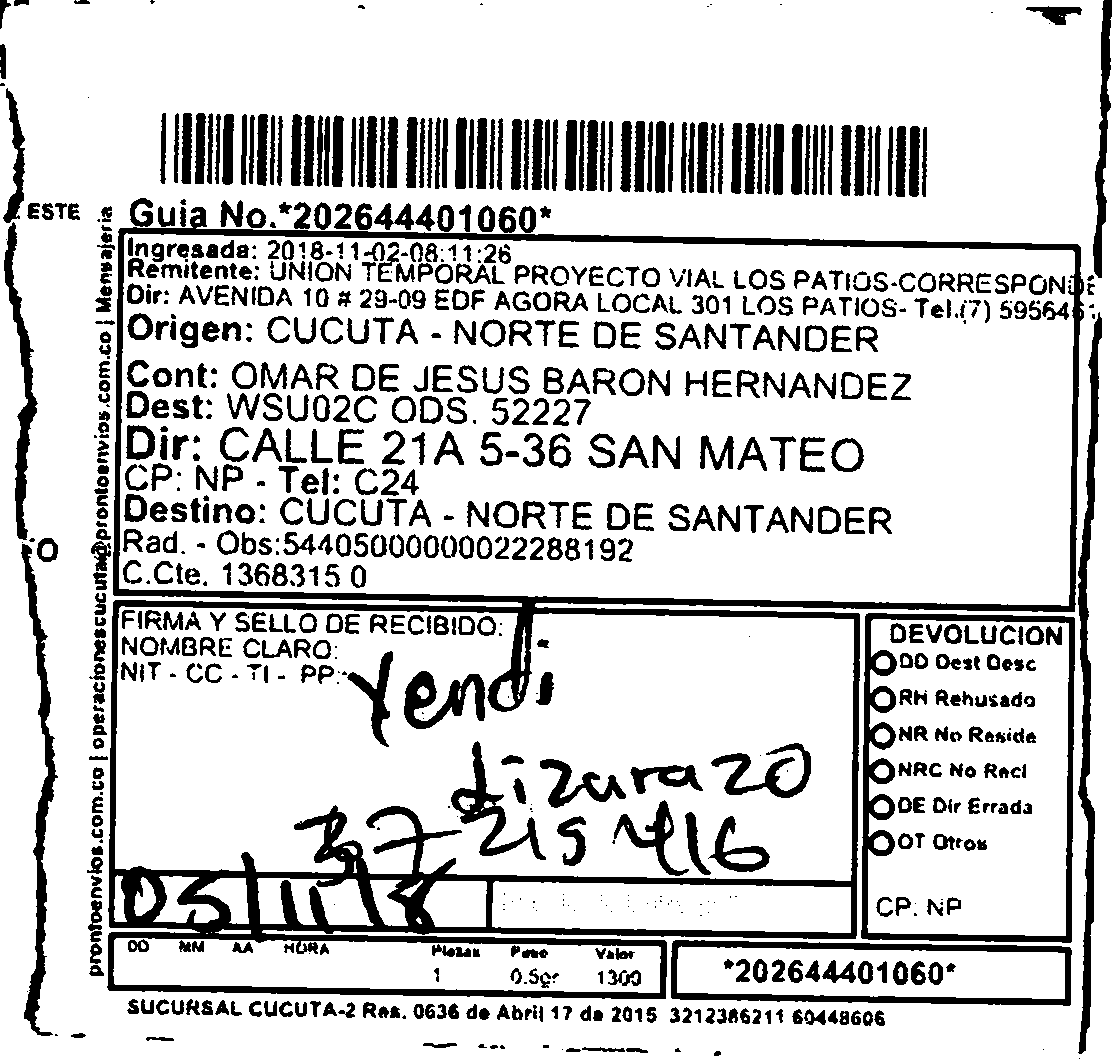 ESTE
Guia No.*202644401060*
Ingresada: 2018-11-02-08:11:26
Remitente: UNION TEMPORAL PROYECTO VIAL LOS PATIOS-CORRESPONDE
Dir: AVENIDA 10 # 29-09 EDF AGORA LOCAL 301 LOS PATIOS- Tel.(7) 595646
Origen: CUCUTA - NORTE DE SANTANDER
Cont: OMAR DE JESUS BARON HERNANDEZ
Dest: WSU02C ODS. 52227
Dir: CALLE 21A 5-36 SAN MATEO
CP: NP - Tel: C24
Destino: CUCUTA - NORTE DE SANTANDER
Rad. - Obs:54405000000022288192
C.Cte. 1368315 0
prontoenvios.com.co | operacionescucuta@prontoenvios.com.co | Mensajeria
FIRMA Y SELLO DE RECIBIDO:
NOMBRE CLARO:
NIT - CC - TI - PP:
Yendi
Lizarazo
37 215 416
05/11/18
DEVOLUCION
DD Dest Desc
RH Rehusado
NR No Reside
NRC No Recl
DE Dir Errada
OT Otros
CP: NP
DD MM AA HORA Piezas Peso Valor
1 0.5gr 1300
*202644401060*
SUCURSAL CUCUTA-2 Res. 0636 de Abril 17 de 2015 3212386211 60448606